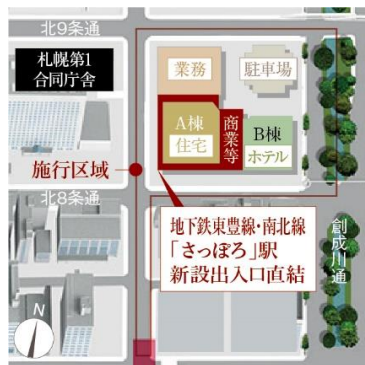 北9条通
札幌第1
合同庁舎
業務
駐車場
A棟
住宅
商業等
B棟
ホテル
施行区域
北8条通
地下鉄東豊線・南北線
「さっぽろ」駅
新設出入口直結
創成川通
N